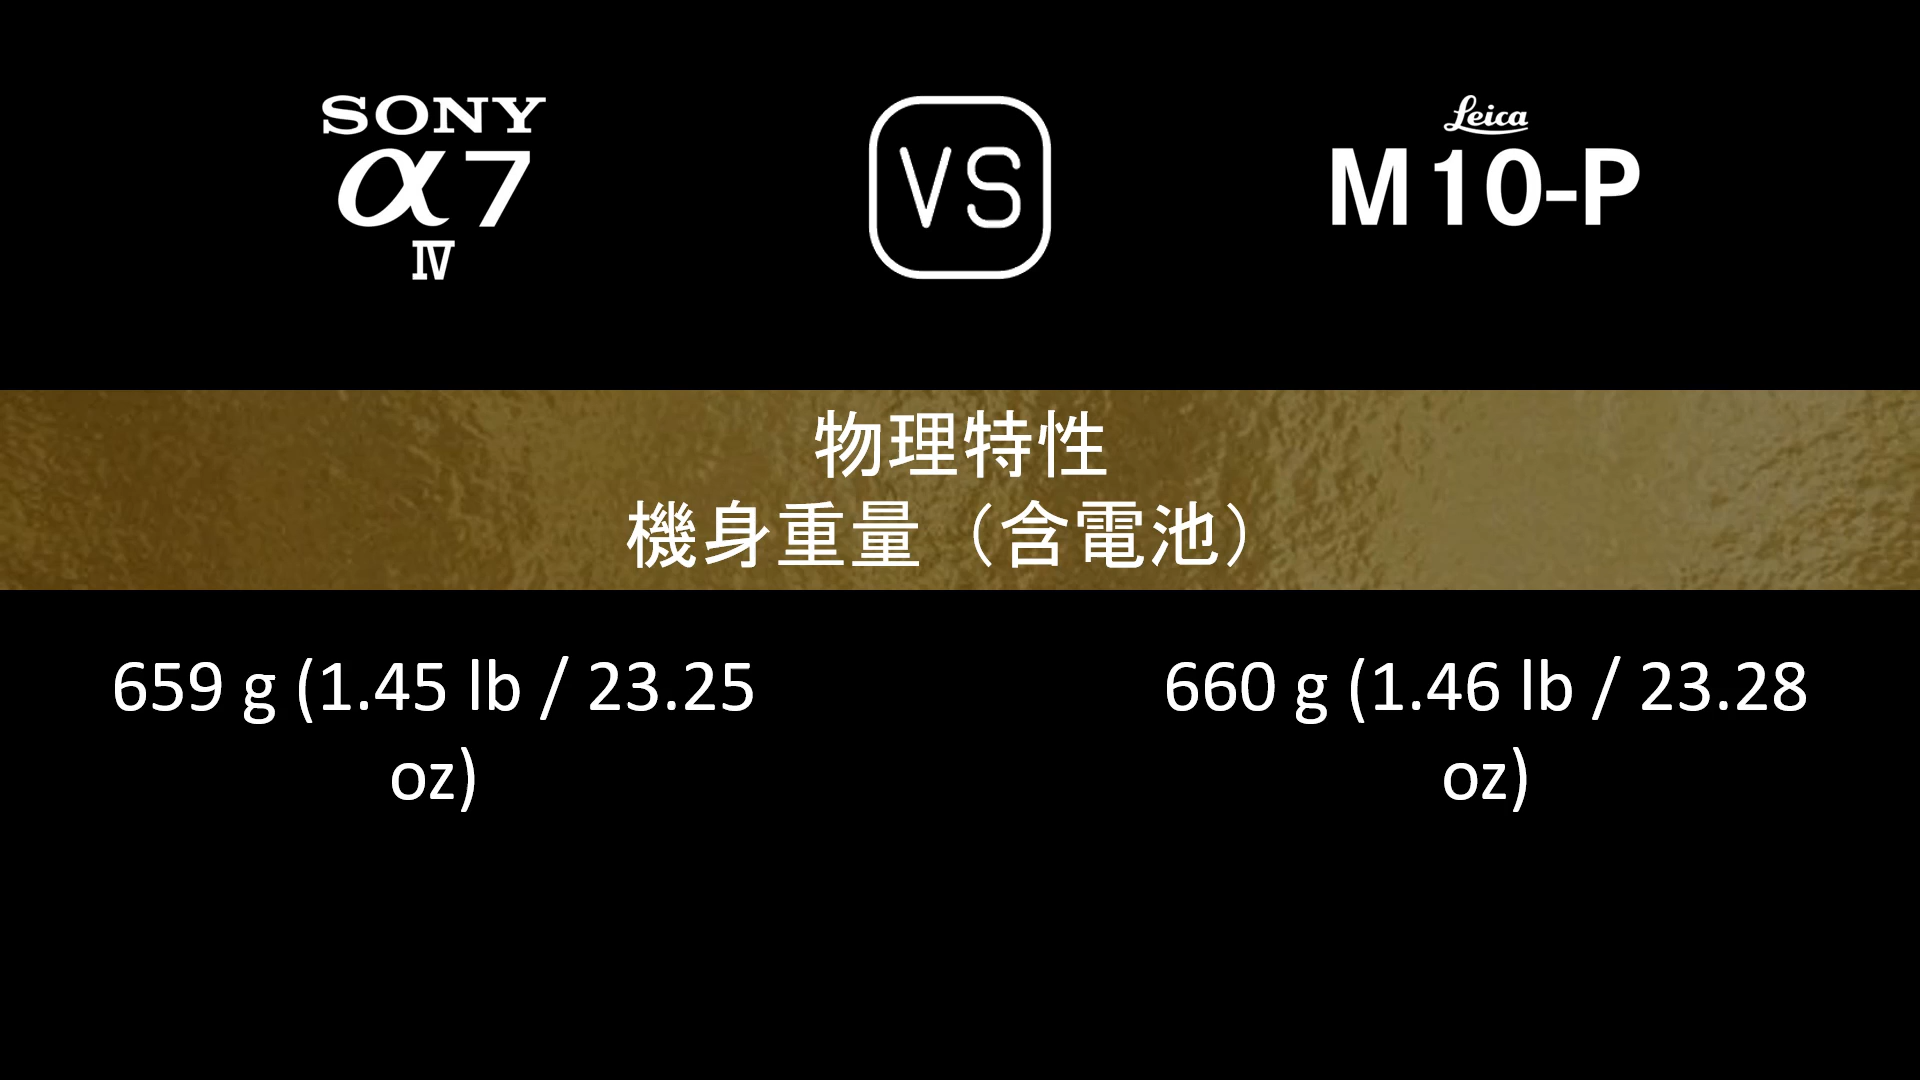 SONY
α7
IV
VS
Leica
M10-P
物理特性
機身重量（含電池）
659 g (1.45 lb / 23.25
oz)
660 g (1.46 lb / 23.28
oz)